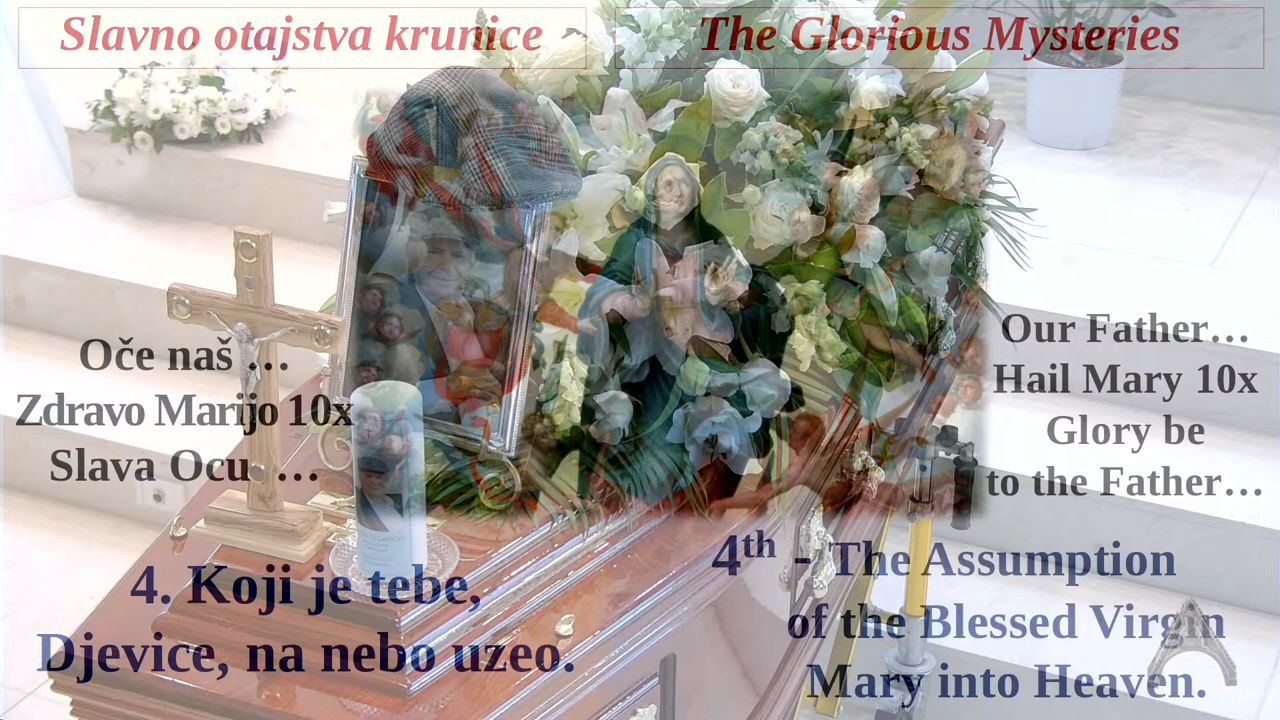 Slavno otajstva krunice
The Glorious Mysteries
Oče naš …
Zdravo Marijo 10x
Slava Ocu …
Our Father…
Hail Mary 10x
Glory be
to the Father…
4. Koji je tebe,
Djevice, na nebo uzeo.
4th - The Assumption
of the Blessed Virgin
Mary into Heaven.